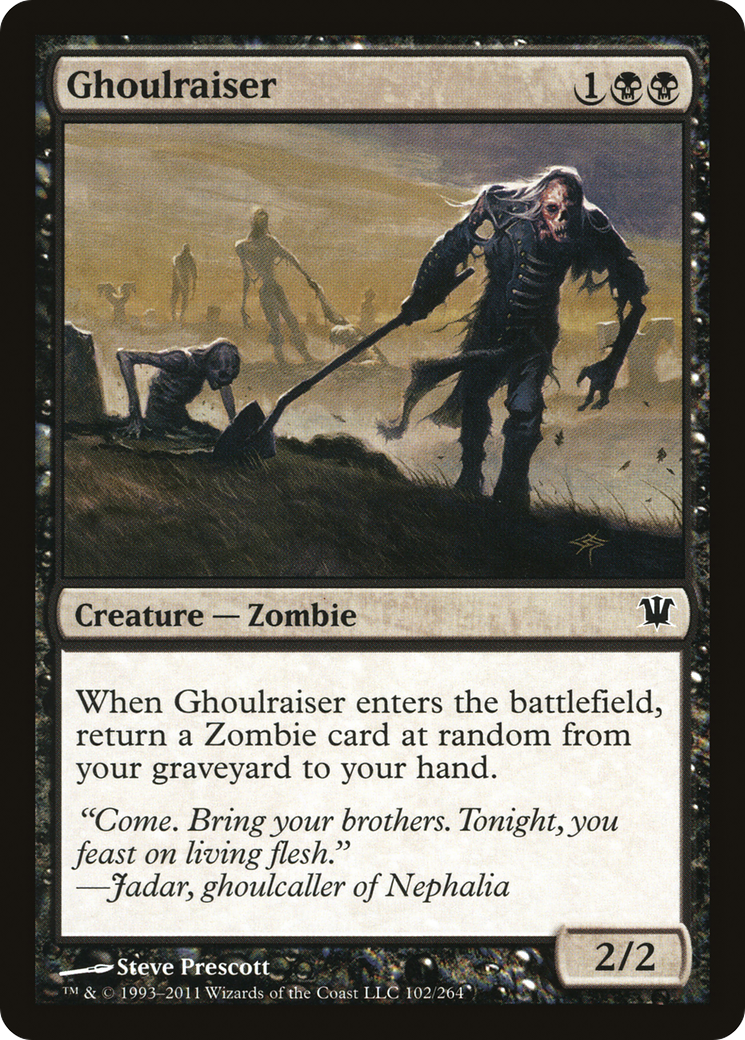 Ghoulraiser 1
Creature — Zombie
When Ghoulraiser enters the battlefield,
return a Zombie card at random from
your graveyard to your hand.
“Come. Bring your brothers. Tonight, you
feast on living flesh.”
—Jadar, ghoulcaller of Nephalia
2/2
Steve Prescott
™ & © 1993–2011 Wizards of the Coast LLC 102/264